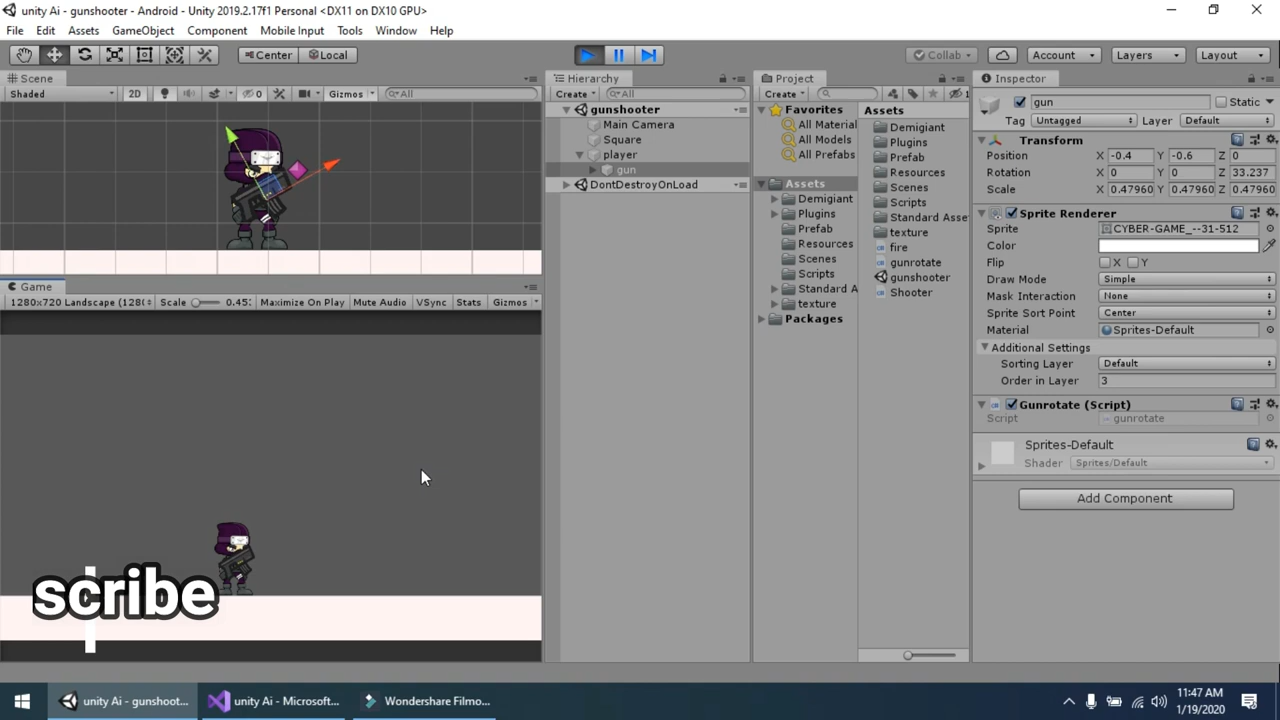 unity Ai - gunshooter - Android - Unity 2019.2.17f1 Personal <DX11 on DX10 GPU>
File Edit Assets GameObject Component Mobile Input Tools Window Help
Center Local Collab Account Layers Layout
Scene
Shaded 2D 0 Gizmos All
Game
1280x720 Landscape (128( Scale 0.45: Maximize On Play Mute Audio VSync Stats Gizmos
scribe
Hierarchy
Create All
gunshooter
Main Camera
Square
player
gun
DontDestroyOnLoad
Project
Create 1
Favorites
All Material
All Models
All Prefabs
Assets
Demigiant
Plugins
Prefab
Resources
Scenes
Scripts
Standard A
texture
Packages
Assets
Demigiant
Plugins
Prefab
Resources
Scenes
Scripts
Standard Asse
texture
fire
gunrotate
gunshooter
Shooter
Inspector
gun Static
Tag Untagged Layer Default
Transform
Position X -0.4 Y -0.6 Z 0
Rotation X 0 Y 0 Z 33.237
Scale X 0.47960 Y 0.47960 Z 0.47960
Sprite Renderer
Sprite CYBER-GAME_--31-512
Color
Flip X Y
Draw Mode Simple
Mask Interaction None
Sprite Sort Point Center
Material Sprites-Default
Additional Settings
Sorting Layer Default
Order in Layer 3
Gunrotate (Script)
Script gunrotate
Sprites-Default
Shader Sprites/Default
Add Component
unity Ai - gunshoot... unity Ai - Microsoft... Wondershare Filmo...
11:47 AM
1/19/2020